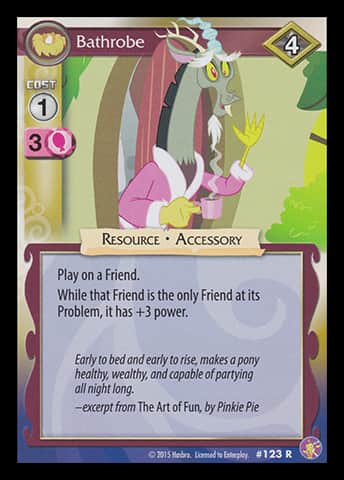 Bathrobe
4
COST
1
3
RESOURCE • ACCESSORY
Play on a Friend.
While that Friend is the only Friend at its
Problem, it has +3 power.
Early to bed and early to rise, makes a pony
healthy, wealthy, and capable of partying
all night long.
–excerpt from The Art of Fun, by Pinkie Pie
© 2015 Hasbro. Licensed to Enterplay. #123 R